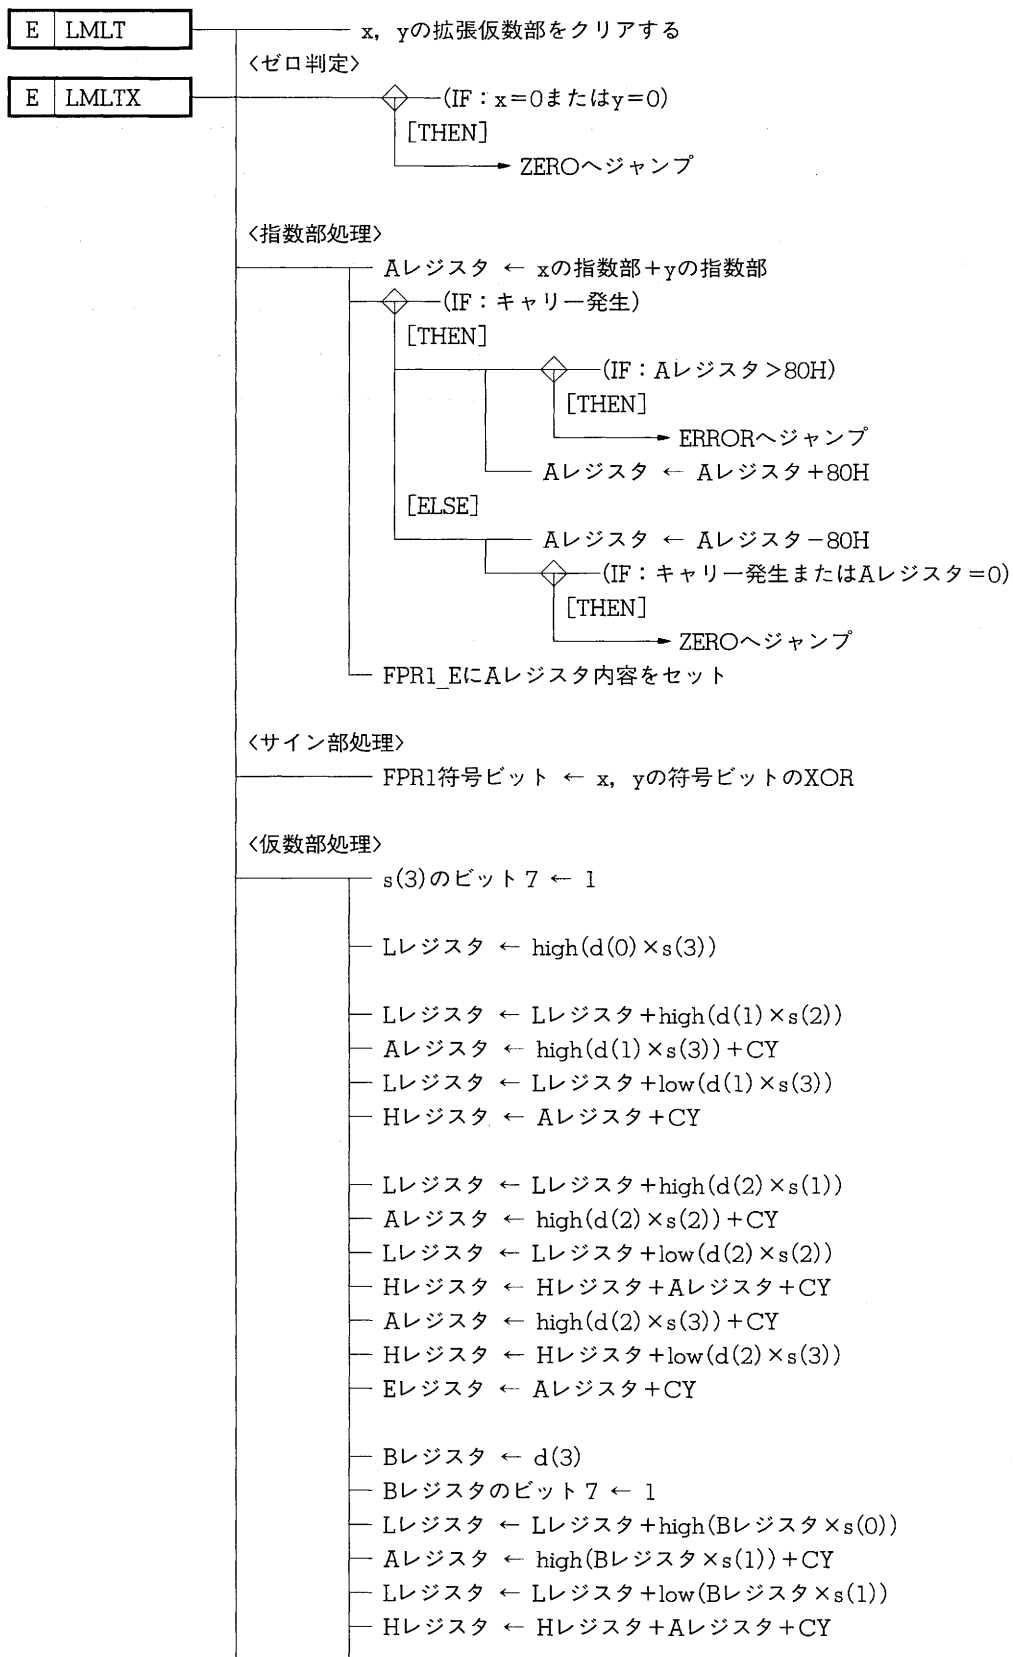 E LMLT x, yの拡張仮数部をクリアする
〈ゼロ判定〉
E LMLTX (IF：x＝0またはy＝0)
[THEN]
ZEROへジャンプ
〈指数部処理〉
Aレジスタ ← xの指数部＋yの指数部
(IF：キャリー発生)
[THEN]
(IF：Aレジスタ＞80H)
[THEN]
ERRORへジャンプ
Aレジスタ ← Aレジスタ＋80H
[ELSE]
Aレジスタ ← Aレジスタ－80H
(IF：キャリー発生またはAレジスタ＝0)
[THEN]
ZEROへジャンプ
FPR1_EにAレジスタ内容をセット
〈サイン部処理〉
FPR1符号ビット ← x, yの符号ビットのXOR
〈仮数部処理〉
s(3)のビット7 ← 1
Lレジスタ ← high(d(0)×s(3))
Lレジスタ ← Lレジスタ＋high(d(1)×s(2))
Aレジスタ ← high(d(1)×s(3))＋CY
Lレジスタ ← Lレジスタ＋low(d(1)×s(3))
Hレジスタ ← Aレジスタ＋CY
Lレジスタ ← Lレジスタ＋high(d(2)×s(1))
Aレジスタ ← high(d(2)×s(2))＋CY
Lレジスタ ← Lレジスタ＋low(d(2)×s(2))
Hレジスタ ← Hレジスタ＋Aレジスタ＋CY
Aレジスタ ← high(d(2)×s(3))＋CY
Hレジスタ ← Hレジスタ＋low(d(2)×s(3))
Eレジスタ ← Aレジスタ＋CY
Bレジスタ ← d(3)
Bレジスタのビット7 ← 1
Lレジスタ ← Lレジスタ＋high(Bレジスタ×s(0))
Aレジスタ ← high(Bレジスタ×s(1))＋CY
Lレジスタ ← Lレジスタ＋low(Bレジスタ×s(1))
Hレジスタ ← Hレジスタ＋Aレジスタ＋CY